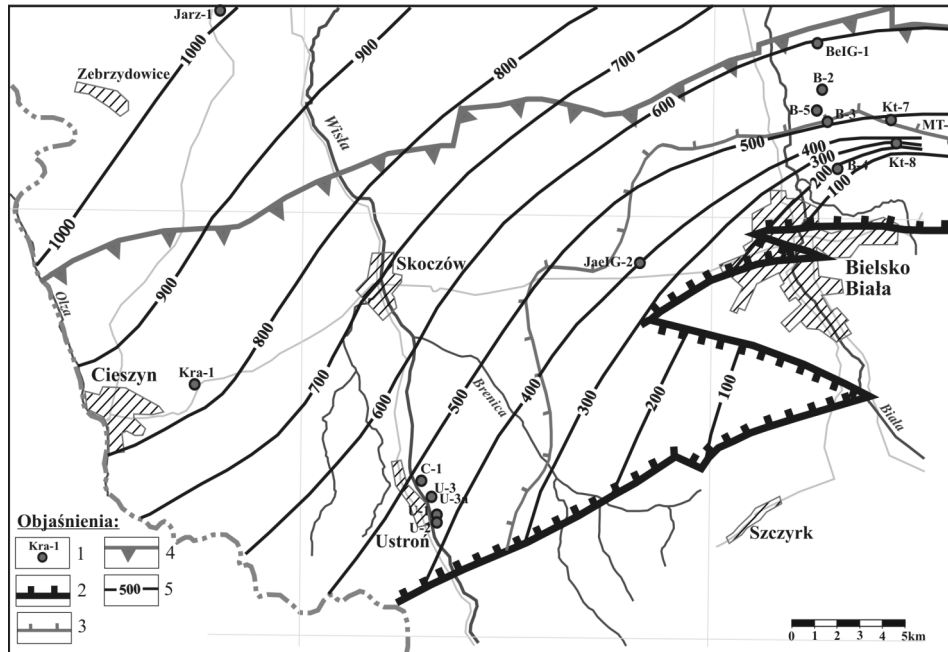 Jarz-1
1000
900
800
700
600
BeIG-1
Zebrzydowice
B-2
B-5
B-3
Kt-7
MT-
Wisła
500
400
300
200
100
B-4
Kt-8
1000
Skoczów
JaeIG-2
Bielsko
Biała
Olza
900
800
Cieszyn
Kra-1
700
600
500
Brenica
400
300
200
100
Biała
C-1
U-3
U-3a
U-1
U-2
Ustroń
Szczyrk
Objaśnienia:
Kra-1
1
4
2
500
5
3
0 1 2 3 4 5km